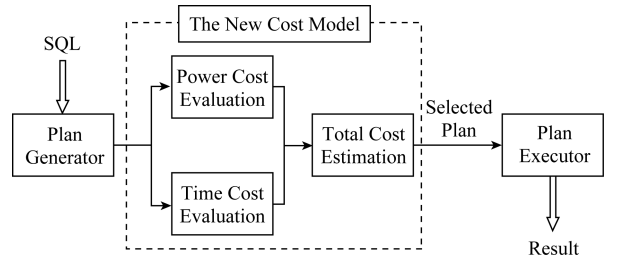 The New Cost Model
SQL
Power Cost
Evaluation
Plan
Generator
Total Cost
Estimation
Selected
Plan
Plan
Executor
Time Cost
Evaluation
Result